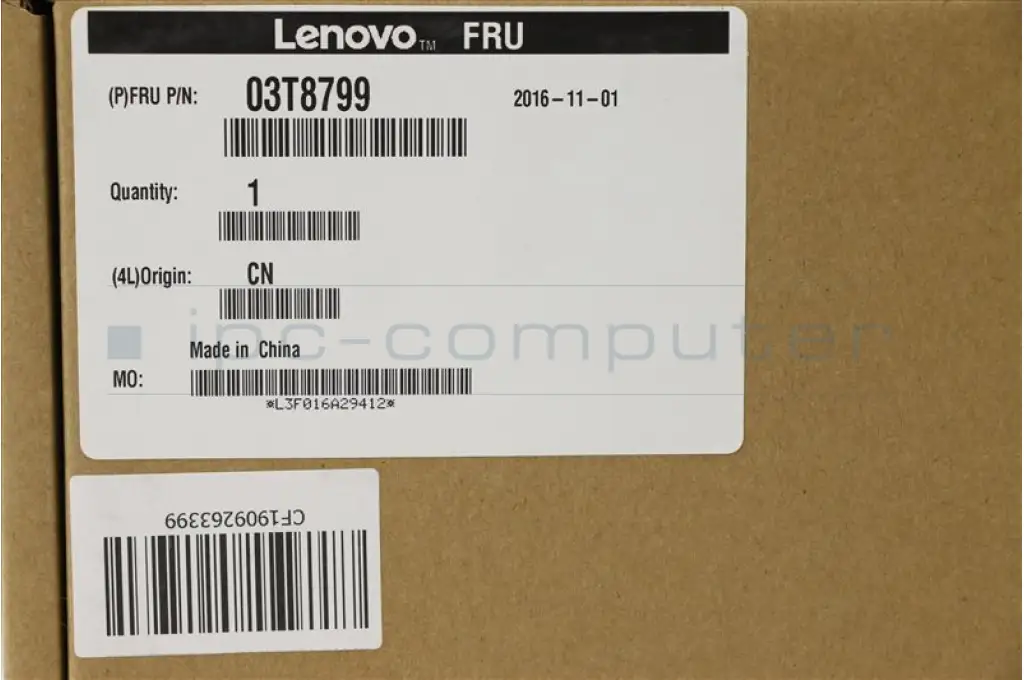 Lenovo™ FRU
(P)FRU P/N: 03T8799 2016-11-01
Quantity: 1
(4L)Origin: CN
ipc-computer
Made in China
MO:
*L3F016A29412*
CF1909263399